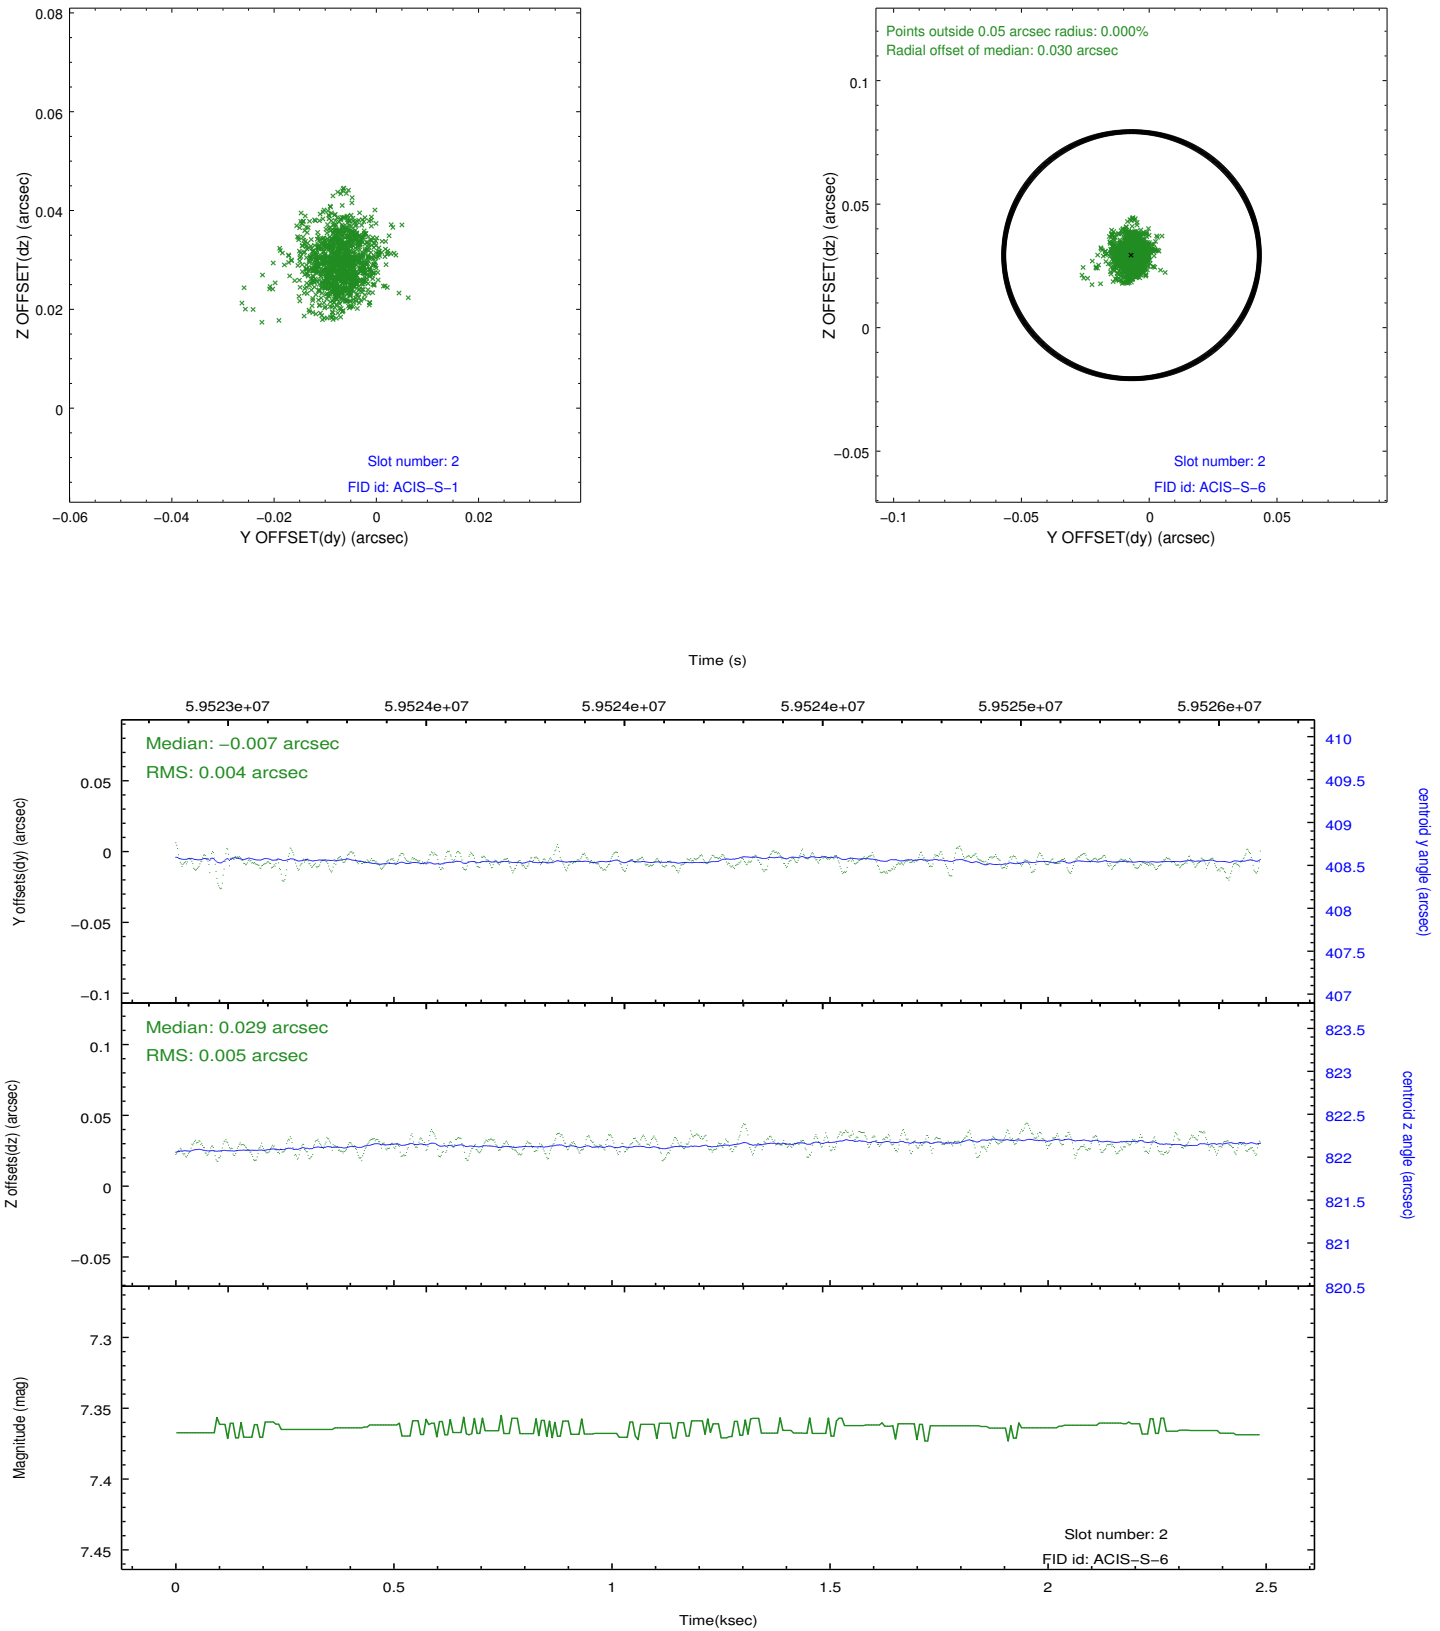 0.08
0.06
0.04
0.02
0
−0.06
−0.04
−0.02
0
0.02
Z OFFSET(dz) (arcsec)
Y OFFSET(dy) (arcsec)
Slot number: 2
FID id: ACIS−S−1
Points outside 0.05 arcsec radius: 0.000%
Radial offset of median: 0.030 arcsec
0.1
0.05
0
−0.05
−0.1
−0.05
0
0.05
Z OFFSET(dz) (arcsec)
Y OFFSET(dy) (arcsec)
Slot number: 2
FID id: ACIS−S−6
Time (s)
5.9523e+07
5.9524e+07
5.9524e+07
5.9524e+07
5.9525e+07
5.9526e+07
Median: −0.007 arcsec
RMS: 0.004 arcsec
0.05
0
−0.05
−0.1
Y offsets(dy) (arcsec)
410
409.5
409
408.5
408
407.5
407
centroid y angle (arcsec)
Median: 0.029 arcsec
RMS: 0.005 arcsec
0.1
0.05
0
−0.05
Z offsets(dz) (arcsec)
823.5
823
822.5
822
821.5
821
820.5
centroid z angle (arcsec)
7.3
7.35
7.4
7.45
Magnitude (mag)
Slot number: 2
FID id: ACIS−S−6
0
0.5
1
1.5
2
2.5
Time(ksec)